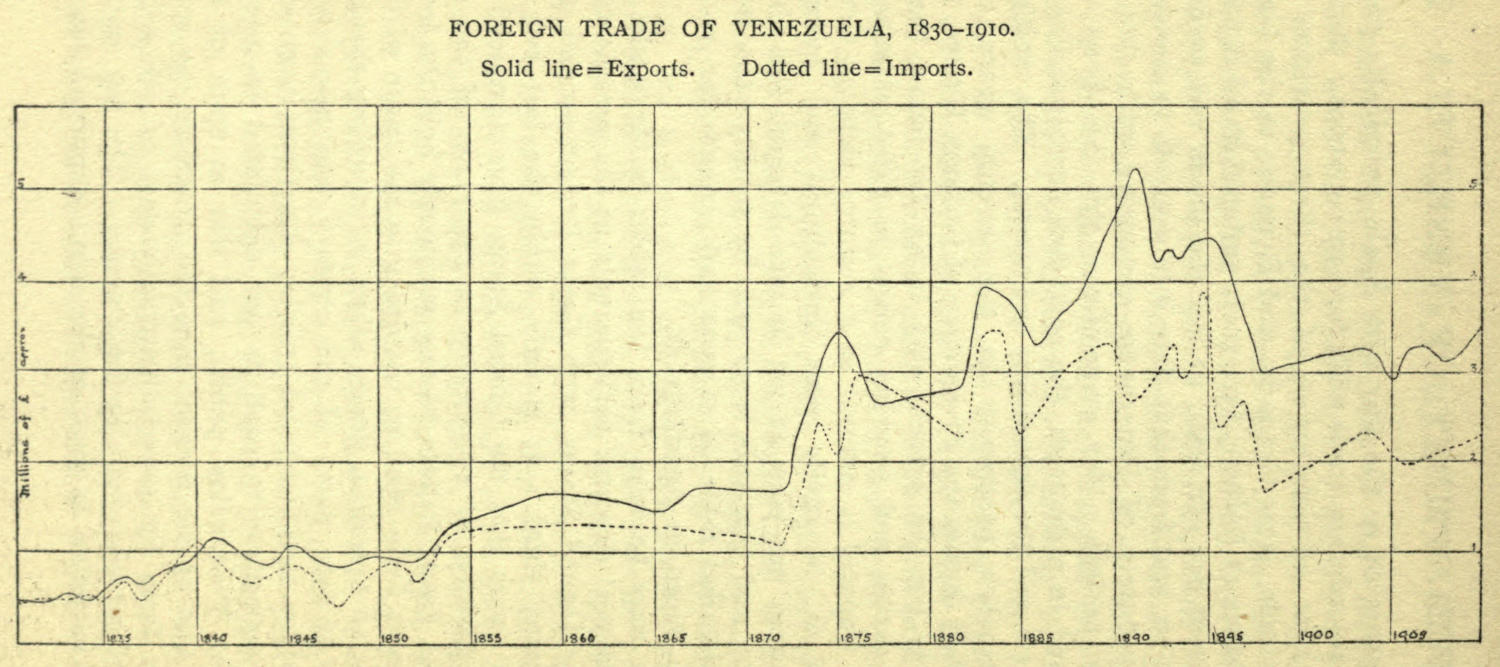 FOREIGN TRADE OF VENEZUELA, 1830–1910.
Solid line=Exports. Dotted line=Imports.
5 5
4
Millions of £ approx
3
2
1
1835 1840 1845 1850 1855 1860 1865 1870 1875 1880 1885 1890 1895 1900 1905